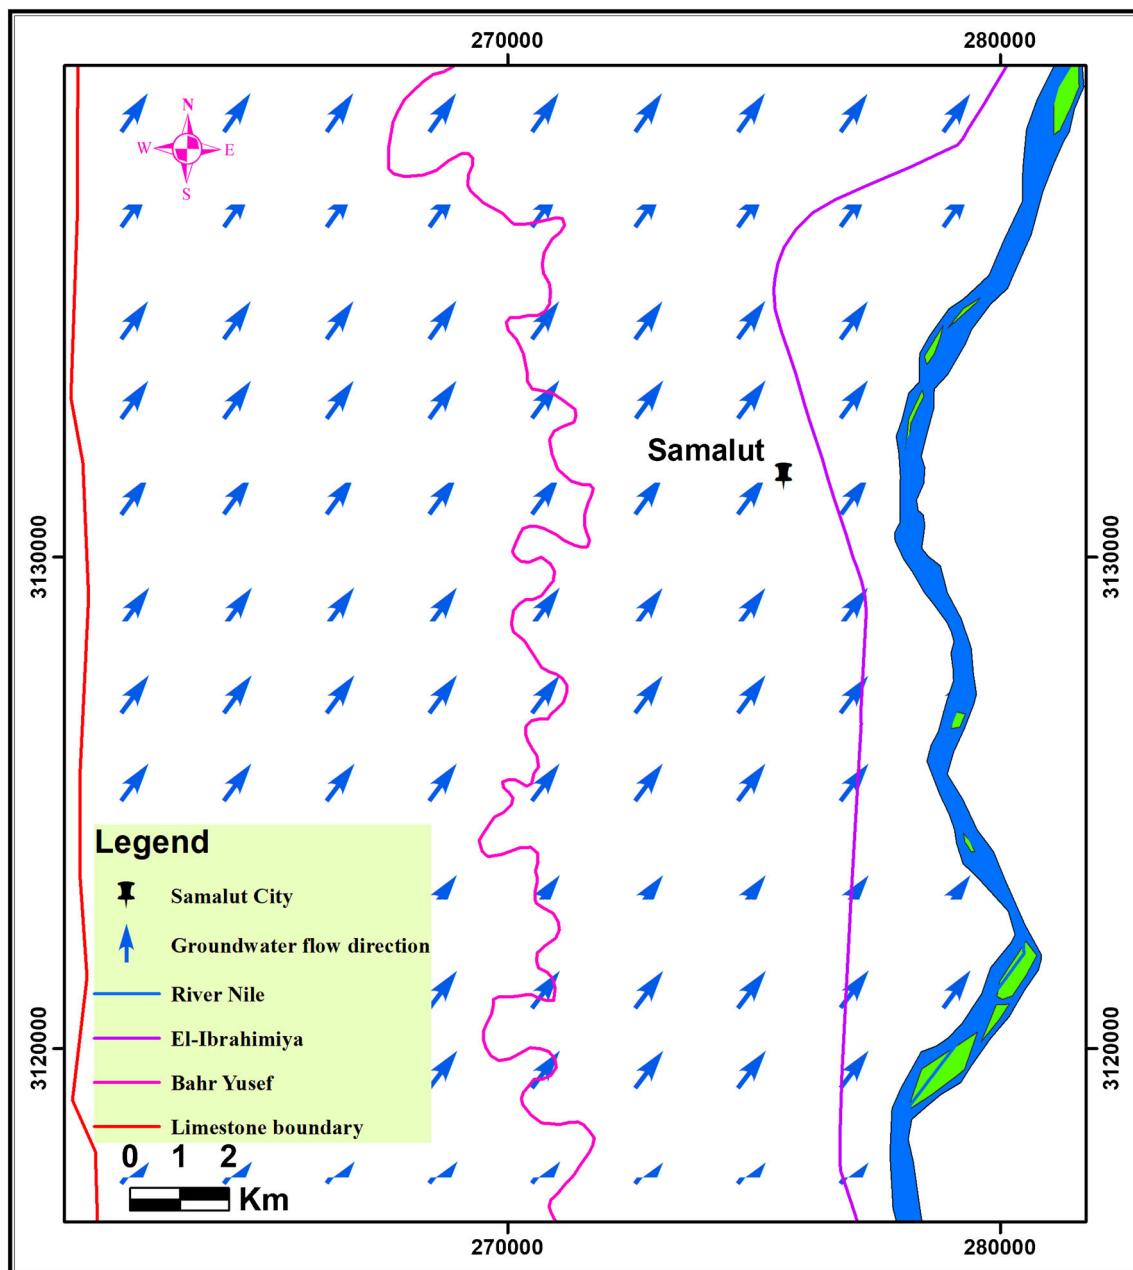 270000 280000
N
W E
S
Samalut
3130000 3130000
Legend
Samalut City
Groundwater flow direction
River Nile
El-Ibrahimiya
Bahr Yusef
Limestone boundary
3120000 3120000
0 1 2
Km
270000 280000